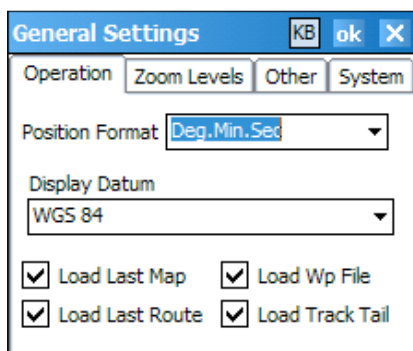 General Settings KB ok X
Operation Zoom Levels Other System
Position Format Deg.Min.Sec
Display Datum
WGS 84
Load Last Map Load Wp File
Load Last Route Load Track Tail